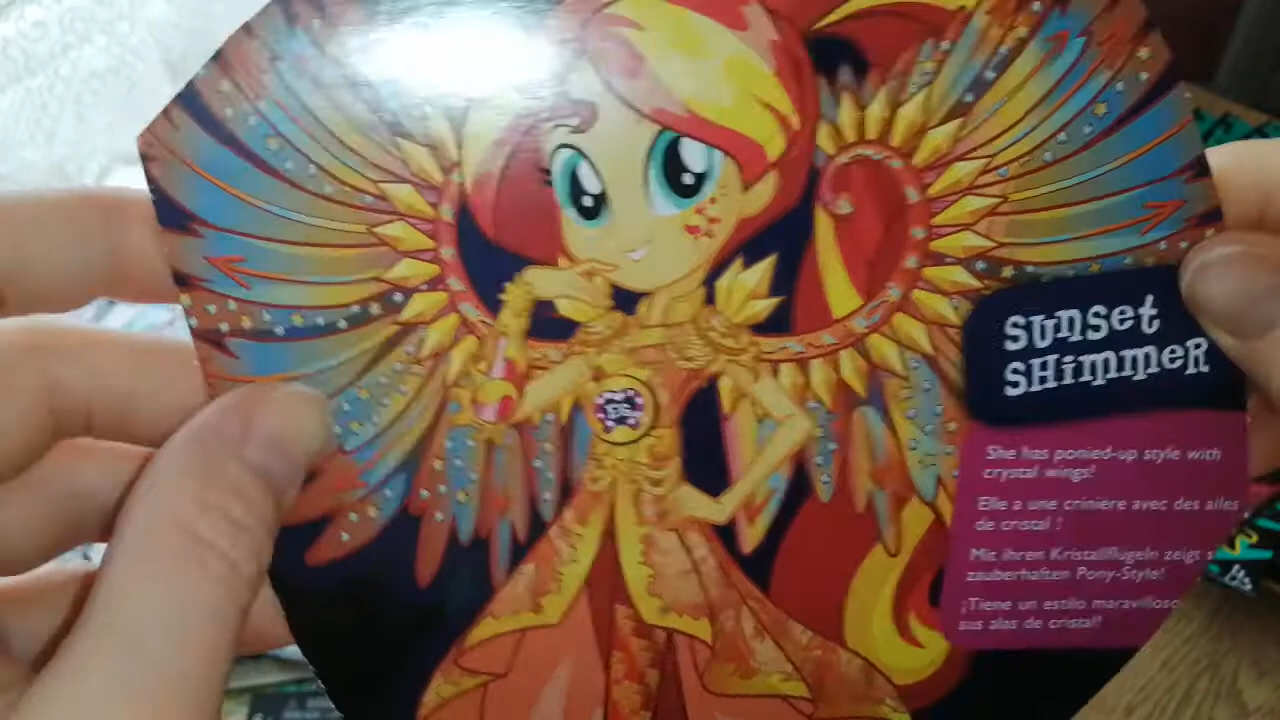 SUnSet
SHimmeR
She has ponied-up style with
crystal wings!
Elle a une crinière avec des ailes
de cristal !
Mit ihren Kristallflügeln zeigt s
zauberhaften Pony-Style!
¡Tiene un estilo maravilloso
sus alas de cristal!